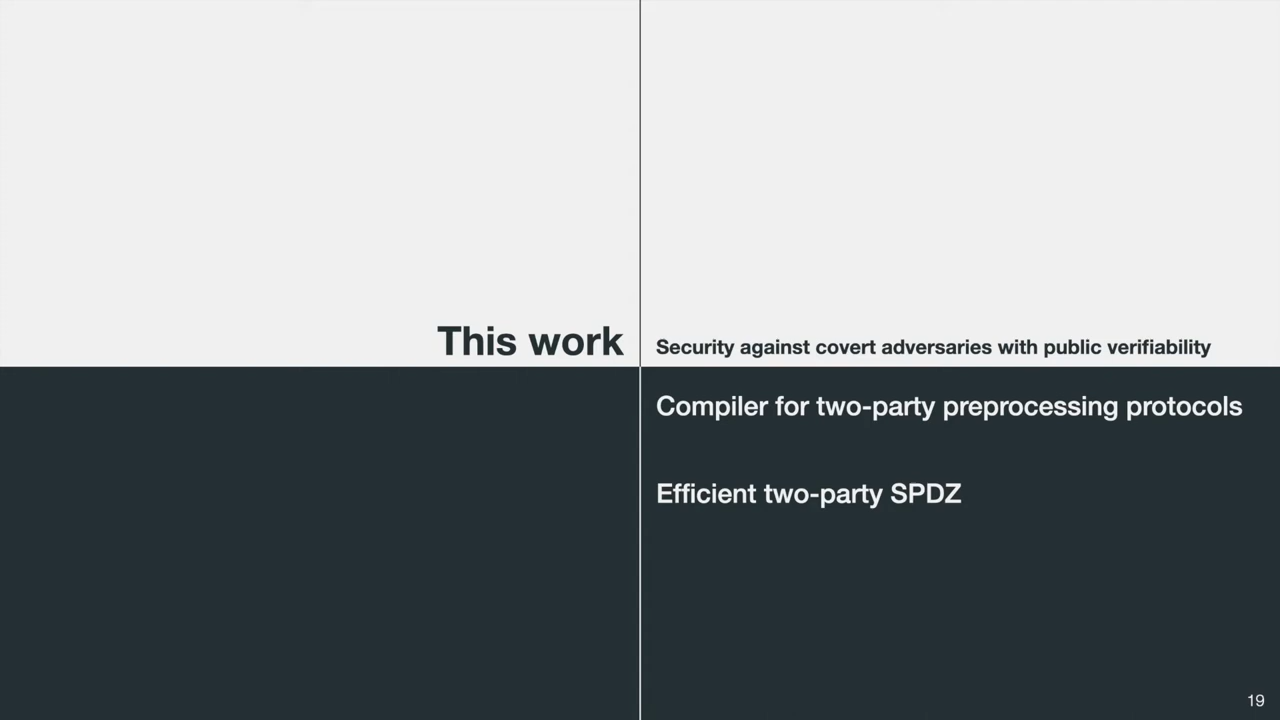 This work
Security against covert adversaries with public verifiability
Compiler for two-party preprocessing protocols
Efficient two-party SPDZ
19